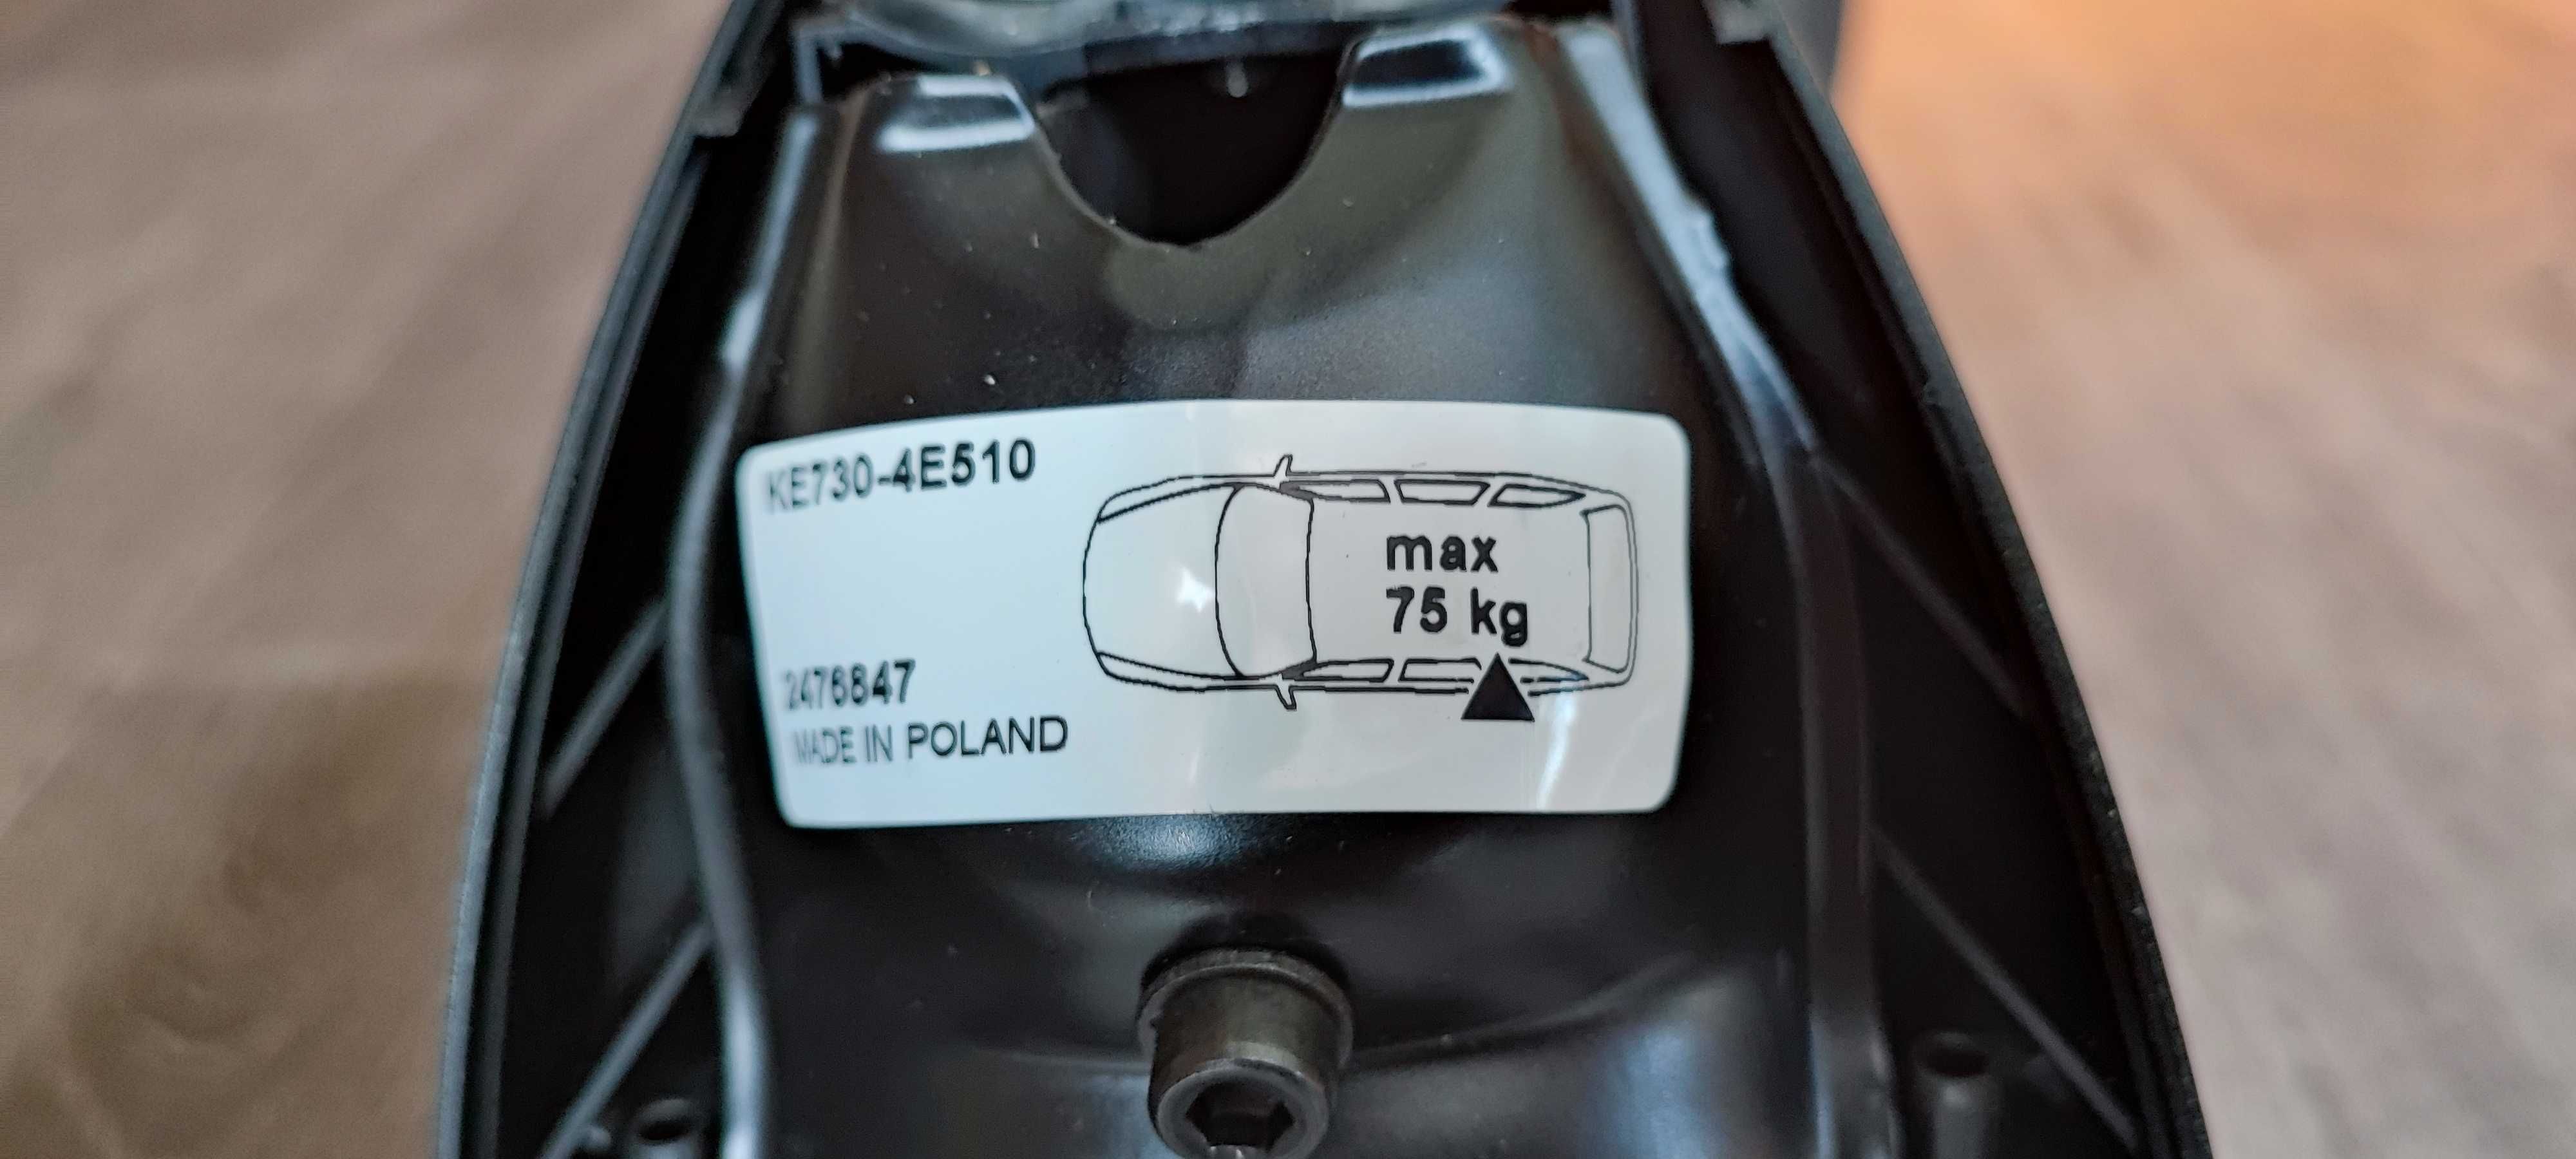 KE730-4E510
max
75 kg
2476847
MADE IN POLAND